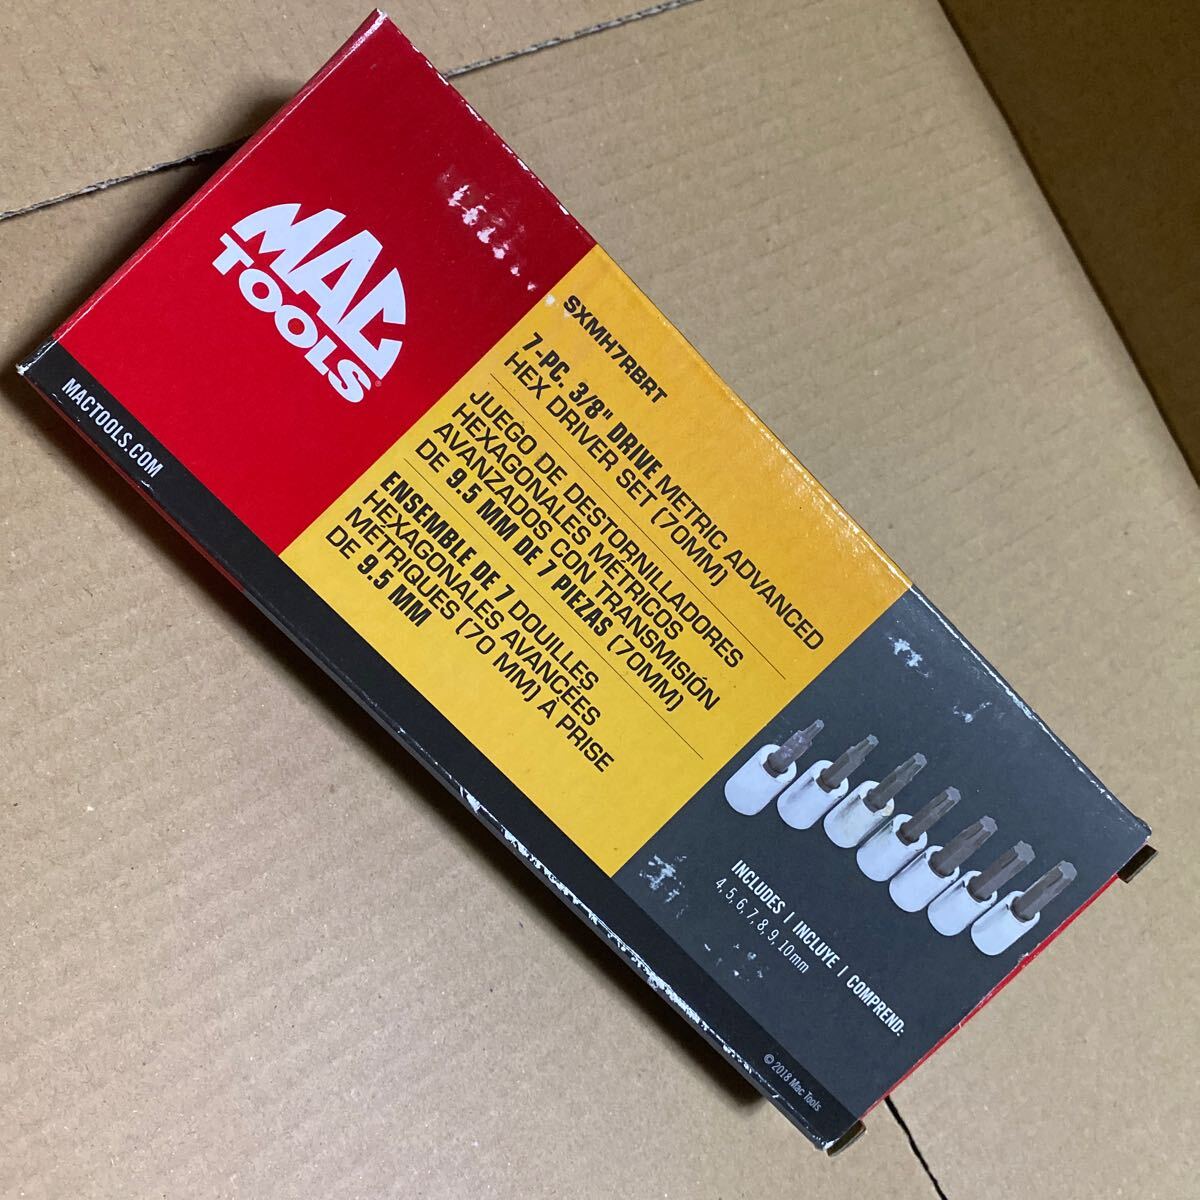 MAC
TOOLS®
MACTOOLS.COM
SXMH7RBRT
7-PC. 3/8" DRIVE METRIC ADVANCED
HEX DRIVER SET (70MM)
JUEGO DE DESTORNILLADORES
HEXAGONALES MÉTRICOS
AVANZADOS CON TRANSMISIÓN
DE 9.5 MM DE 7 PIEZAS (70MM)
ENSEMBLE DE 7 DOUILLES
HEXAGONALES AVANCÉES
MÉTRIQUES (70 MM) À PRISE
DE 9.5 MM
INCLUDES | INCLUYE | COMPREND:
4, 5, 6, 7, 8, 9, 10mm
© 2018 Mac Tools